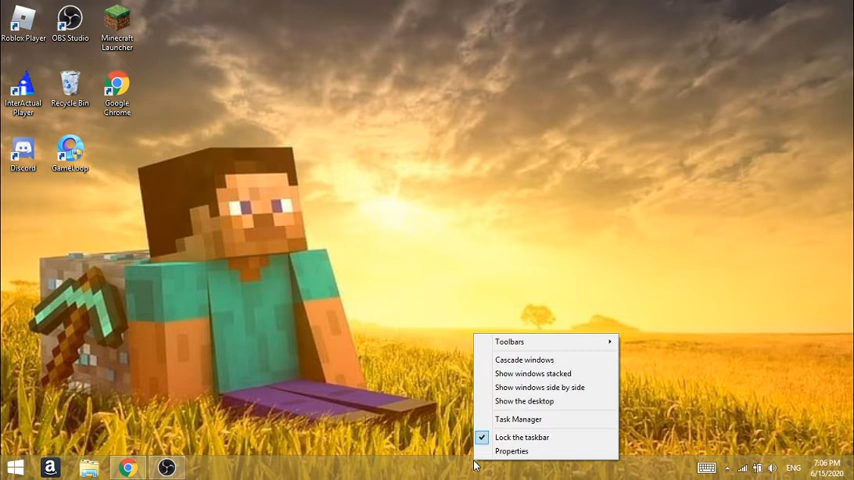 Roblox Player
OBS Studio
Minecraft
Launcher
InterActual
Player
Recycle Bin
Google
Chrome
Discord
GameLoop
Toolbars
Cascade windows
Show windows stacked
Show windows side by side
Show the desktop
Task Manager
Lock the taskbar
Properties
a
ENG
7:06 PM
6/15/2020